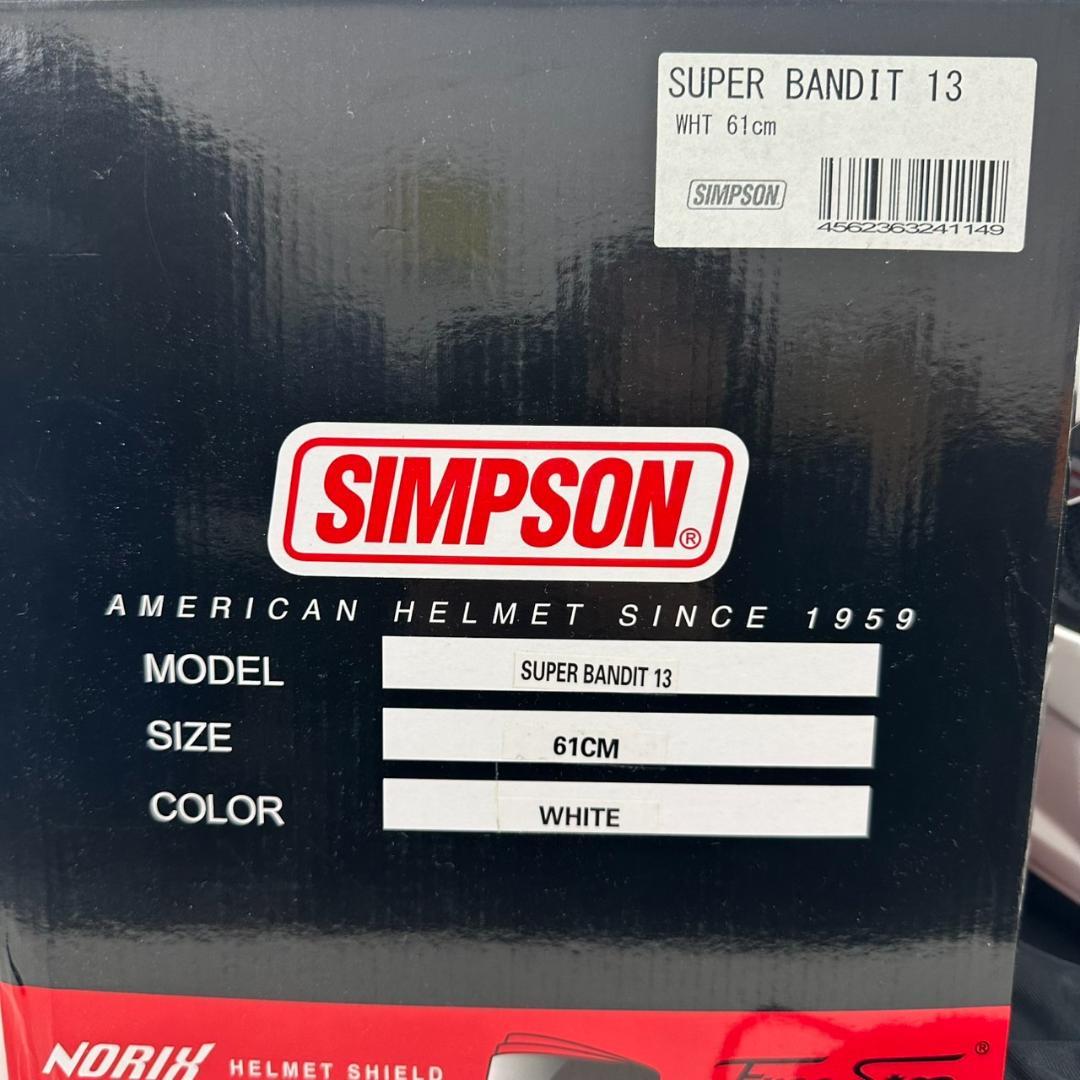 SUPER BANDIT 13
WHT 61cm
SIMPSON
4562363241149
SIMPSON®
AMERICAN HELMET SINCE 1959
MODEL SUPER BANDIT 13
SIZE 61CM
COLOR WHITE
NORIX HELMET SHIELD
®